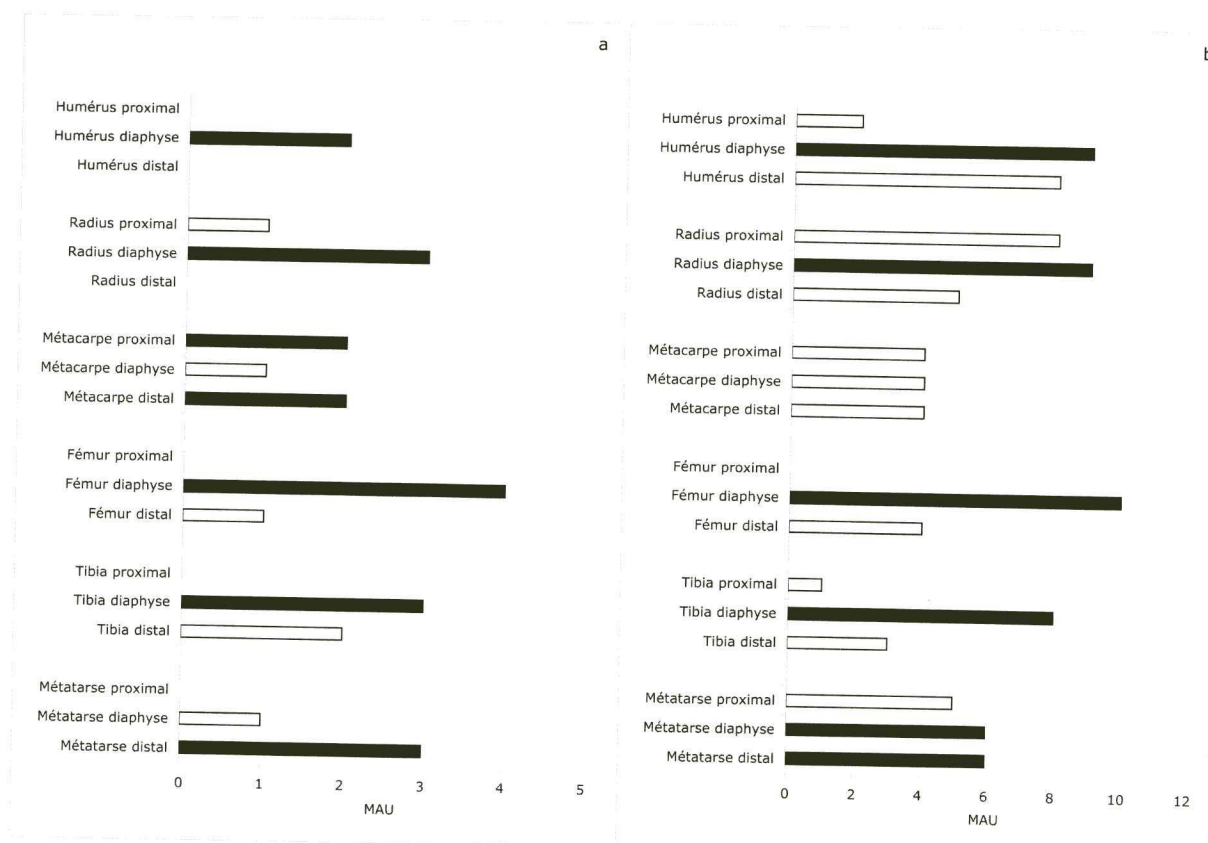 a
Humérus proximal
Humérus diaphyse
Humérus distal
Radius proximal
Radius diaphyse
Radius distal
Métacarpe proximal
Métacarpe diaphyse
Métacarpe distal
Fémur proximal
Fémur diaphyse
Fémur distal
Tibia proximal
Tibia diaphyse
Tibia distal
Métatarse proximal
Métatarse diaphyse
Métatarse distal
0 1 2 3 4 5
MAU
b
Humérus proximal
Humérus diaphyse
Humérus distal
Radius proximal
Radius diaphyse
Radius distal
Métacarpe proximal
Métacarpe diaphyse
Métacarpe distal
Fémur proximal
Fémur diaphyse
Fémur distal
Tibia proximal
Tibia diaphyse
Tibia distal
Métatarse proximal
Métatarse diaphyse
Métatarse distal
0 2 4 6 8 10 12
MAU